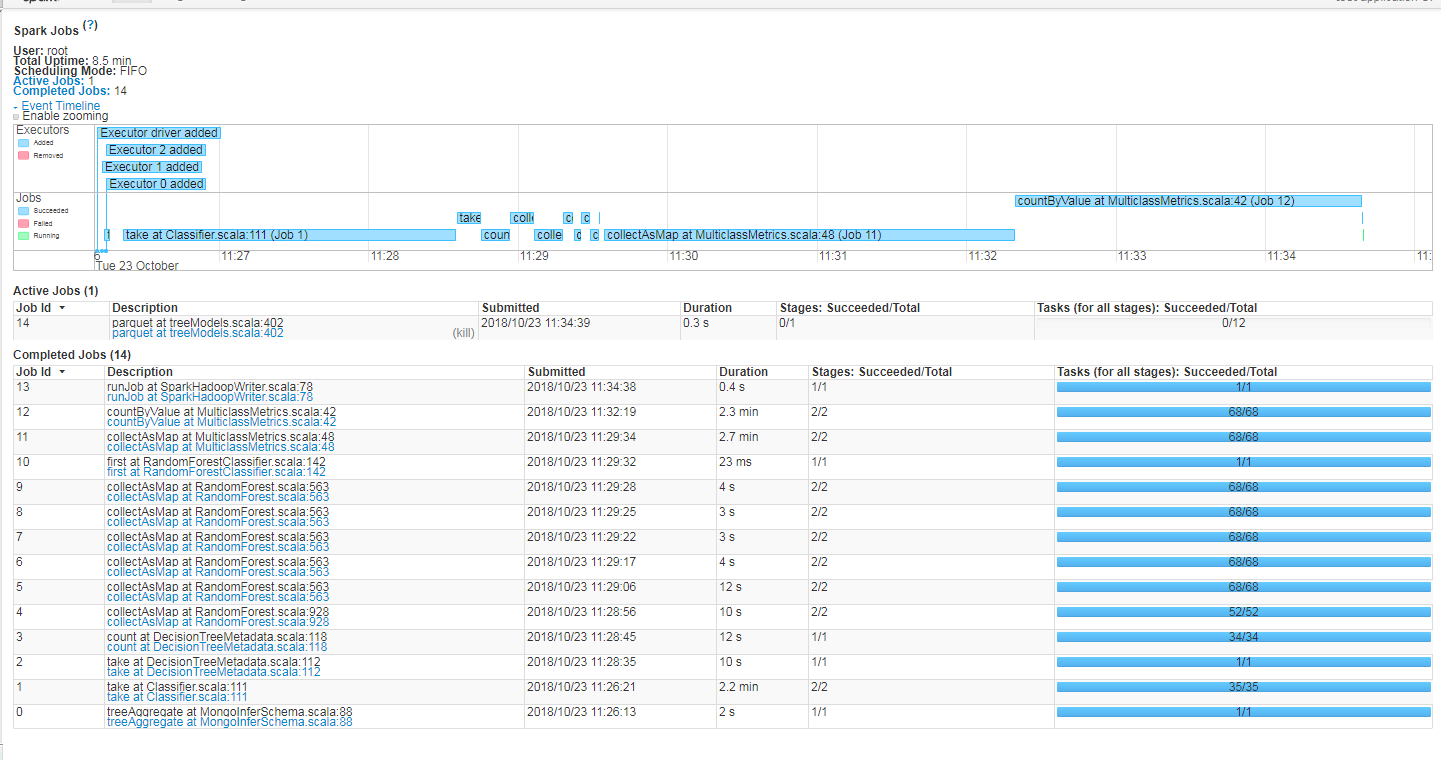 Spark Jobs (?)
User: root
Total Uptime: 8.5 min
Scheduling Mode: FIFO
Active Jobs: 1
Completed Jobs: 14
Event Timeline
Enable zooming
Executors
Added
Removed
Executor driver added
Executor 2 added
Executor 1 added
Executor 0 added
Jobs
Succeeded
Failed
Running
countByValue at MulticlassMetrics.scala:42 (Job 12)
take colle c c
take at Classifier.scala:111 (Job 1) coun colle c c collectAsMap at MulticlassMetrics.scala:48 (Job 11)
6 11:27 11:28 11:29 11:30 11:31 11:32 11:33 11:34 11:
Tue 23 October
Active Jobs (1)
Job Id Description Submitted Duration Stages: Succeeded/Total Tasks (for all stages): Succeeded/Total
14 parquet at treeModels.scala:402 2018/10/23 11:34:39 0.3 s 0/1 0/12
parquet at treeModels.scala:402 (kill)
Completed Jobs (14)
Job Id Description Submitted Duration Stages: Succeeded/Total Tasks (for all stages): Succeeded/Total
13 runJob at SparkHadoopWriter.scala:78 2018/10/23 11:34:38 0.4 s 1/1 1/1
runJob at SparkHadoopWriter.scala:78
12 countByValue at MulticlassMetrics.scala:42 2018/10/23 11:32:19 2.3 min 2/2 68/68
countByValue at MulticlassMetrics.scala:42
11 collectAsMap at MulticlassMetrics.scala:48 2018/10/23 11:29:34 2.7 min 2/2 68/68
collectAsMap at MulticlassMetrics.scala:48
10 first at RandomForestClassifier.scala:142 2018/10/23 11:29:32 23 ms 1/1 1/1
first at RandomForestClassifier.scala:142
9 collectAsMap at RandomForest.scala:563 2018/10/23 11:29:28 4 s 2/2 68/68
collectAsMap at RandomForest.scala:563
8 collectAsMap at RandomForest.scala:563 2018/10/23 11:29:25 3 s 2/2 68/68
collectAsMap at RandomForest.scala:563
7 collectAsMap at RandomForest.scala:563 2018/10/23 11:29:22 3 s 2/2 68/68
collectAsMap at RandomForest.scala:563
6 collectAsMap at RandomForest.scala:563 2018/10/23 11:29:17 4 s 2/2 68/68
collectAsMap at RandomForest.scala:563
5 collectAsMap at RandomForest.scala:563 2018/10/23 11:29:06 12 s 2/2 68/68
collectAsMap at RandomForest.scala:563
4 collectAsMap at RandomForest.scala:928 2018/10/23 11:28:56 10 s 2/2 52/52
collectAsMap at RandomForest.scala:928
3 count at DecisionTreeMetadata.scala:118 2018/10/23 11:28:45 12 s 1/1 34/34
count at DecisionTreeMetadata.scala:118
2 take at DecisionTreeMetadata.scala:112 2018/10/23 11:28:35 10 s 1/1 1/1
take at DecisionTreeMetadata.scala:112
1 take at Classifier.scala:111 2018/10/23 11:26:21 2.2 min 2/2 35/35
take at Classifier.scala:111
0 treeAggregate at MongoInferSchema.scala:88 2018/10/23 11:26:13 2 s 1/1 1/1
treeAggregate at MongoInferSchema.scala:88